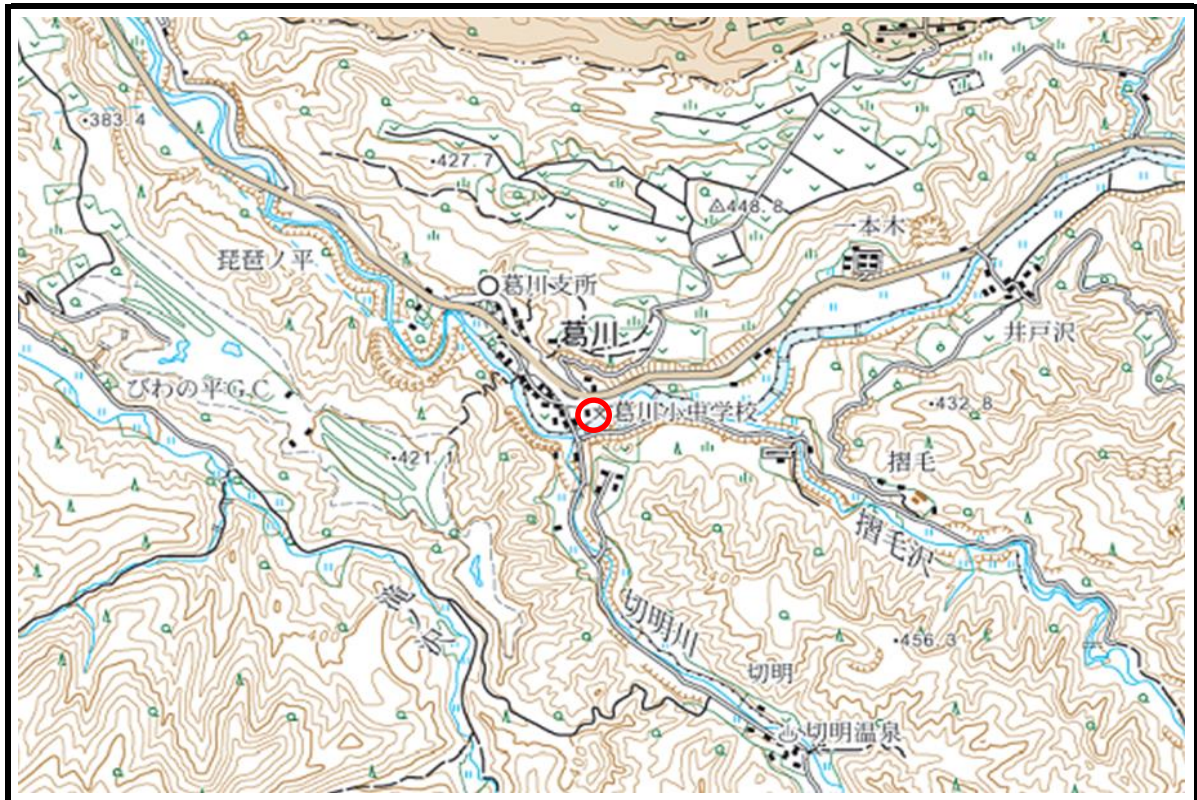 ・383.4
・427.7
448.8
一本木
琵琶ノ平
葛川支所
葛川
井戸沢
びわの平G.C
葛川小中学校
・432.8
・421.1
摺毛
摺毛沢
滝ノ沢
切明川
・456.3
切明
切明温泉